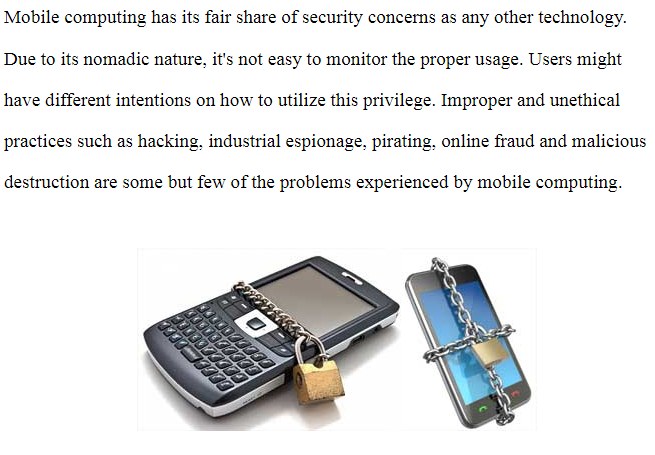 Mobile computing has its fair share of security concerns as any other technology.
Due to its nomadic nature, it's not easy to monitor the proper usage. Users might
have different intentions on how to utilize this privilege. Improper and unethical
practices such as hacking, industrial espionage, pirating, online fraud and malicious
destruction are some but few of the problems experienced by mobile computing.